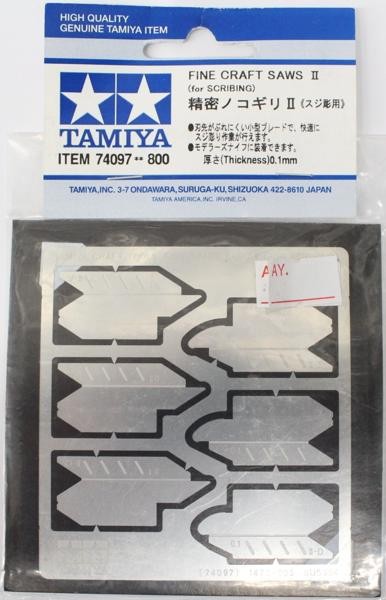 HIGH QUALITY
GENUINE TAMIYA ITEM
TAMIYA
ITEM 74097 ** 800
FINE CRAFT SAWS II
(for SCRIBING)
精密ノコギリII《スジ彫用》
●刃先がぶれにくい小型ブレードで、快適に
スジ彫り作業が行えます。
●モデラーズナイフに装着できます。
厚さ(Thickness)0.1mm
TAMIYA,INC. 3-7 ONDAWARA,SURUGA-KU,SHIZUOKA 422-8610 JAPAN
TAMIYA AMERICA,INC. IRVINE,CA
AAY.
0.1
II-D
(74097)